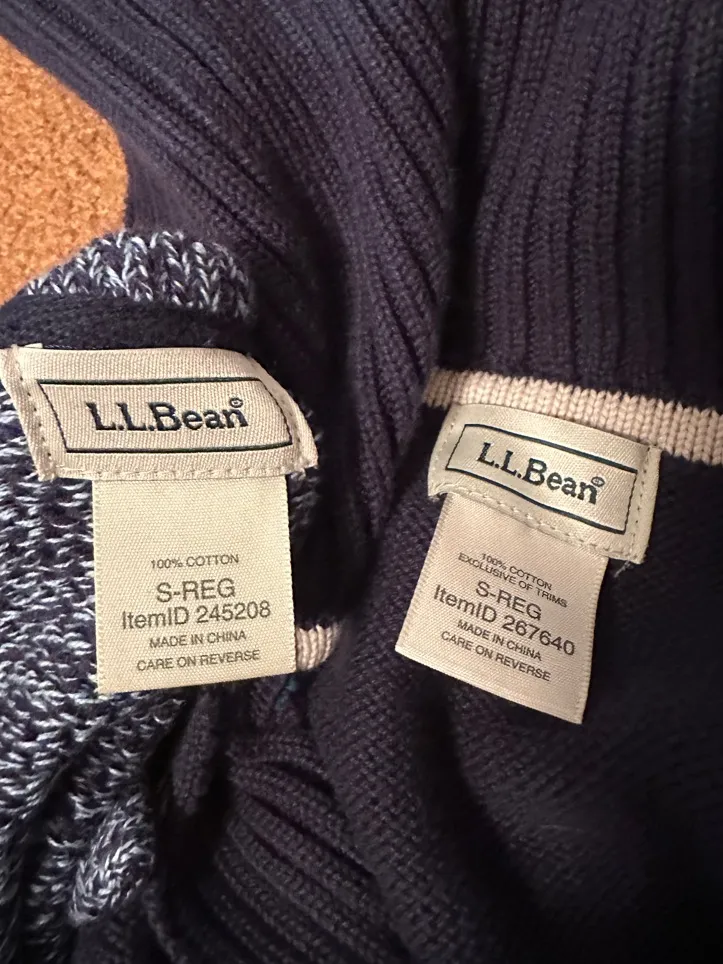 L.L.Bean®
100% COTTON
S-REG
ItemID 245208
MADE IN CHINA
CARE ON REVERSE
L.L.Bean®
100% COTTON
EXCLUSIVE OF TRIMS
S-REG
ItemID 267640
MADE IN CHINA
CARE ON REVERSE